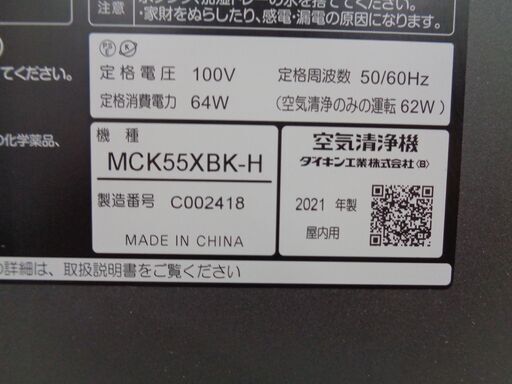 注意
・家財をぬらしたり、感電・漏電の原因になります。
てください。
定格電圧 100V 定格周波数 50/60Hz
定格消費電力 64W (空気清浄のみの運転 62W)
の化学薬品、
機種
MCK55XBK-H
製造番号 C002418
MADE IN CHINA
空気清浄機
ダイキン工業株式会社
2021 年製
屋内用
の詳細は、取扱説明書をご覧ください